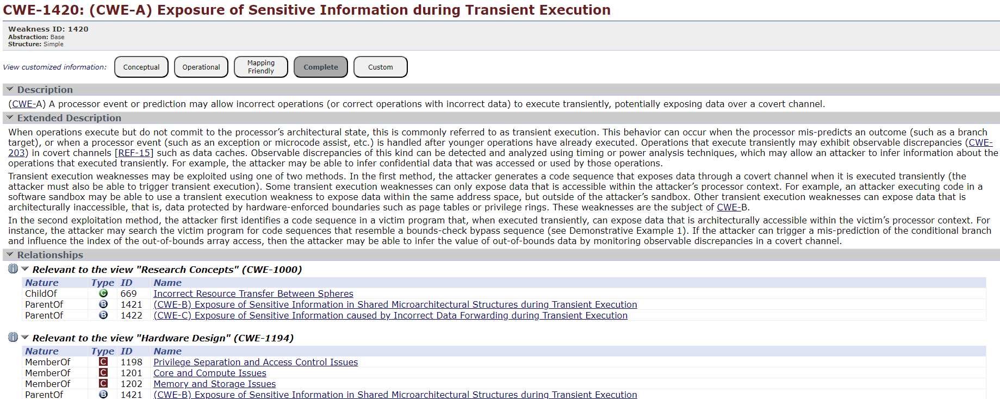 CWE-1420: (CWE-A) Exposure of Sensitive Information during Transient Execution
Weakness ID: 1420
Abstraction: Base
Structure: Simple
View customized information:
Conceptual
Operational
Mapping
Friendly
Complete
Custom
Description
(CWE-A) A processor event or prediction may allow incorrect operations (or correct operations with incorrect data) to execute transiently, potentially exposing data over a covert channel.
Extended Description
When operations execute but do not commit to the processor’s architectural state, this is commonly referred to as transient execution. This behavior can occur when the processor mis-predicts an outcome (such as a branch
target), or when a processor event (such as an exception or microcode assist, etc.) is handled after younger operations have already executed. Operations that execute transiently may exhibit observable discrepancies (CWE-
203) in covert channels [REF-15] such as data caches. Observable discrepancies of this kind can be detected and analyzed using timing or power analysis techniques, which may allow an attacker to infer information about the
operations that executed transiently. For example, the attacker may be able to infer confidential data that was accessed or used by those operations.
Transient execution weaknesses may be exploited using one of two methods. In the first method, the attacker generates a code sequence that exposes data through a covert channel when it is executed transiently (the
attacker must also be able to trigger transient execution). Some transient execution weaknesses can only expose data that is accessible within the attacker’s processor context. For example, an attacker executing code in a
software sandbox may be able to use a transient execution weakness to expose data within the same address space, but outside of the attacker’s sandbox. Other transient execution weaknesses can expose data that is
architecturally inaccessible, that is, data protected by hardware-enforced boundaries such as page tables or privilege rings. These weaknesses are the subject of CWE-B.
In the second exploitation method, the attacker first identifies a code sequence in a victim program that, when executed transiently, can expose data that is architecturally accessible within the victim’s processor context. For
instance, the attacker may search the victim program for code sequences that resemble a bounds-check bypass sequence (see Demonstrative Example 1). If the attacker can trigger a mis-prediction of the conditional branch
and influence the index of the out-of-bounds array access, then the attacker may be able to infer the value of out-of-bounds data by monitoring observable discrepancies in a covert channel.
Relationships
Relevant to the view "Research Concepts" (CWE-1000)
Nature Type ID Name
ChildOf C 669 Incorrect Resource Transfer Between Spheres
ParentOf B 1421 (CWE-B) Exposure of Sensitive Information in Shared Microarchitectural Structures during Transient Execution
ParentOf B 1422 (CWE-C) Exposure of Sensitive Information caused by Incorrect Data Forwarding during Transient Execution
Relevant to the view "Hardware Design" (CWE-1194)
Nature Type ID Name
MemberOf C 1198 Privilege Separation and Access Control Issues
MemberOf C 1201 Core and Compute Issues
MemberOf C 1202 Memory and Storage Issues
ParentOf B 1421 (CWE-B) Exposure of Sensitive Information in Shared Microarchitectural Structures during Transient Execution